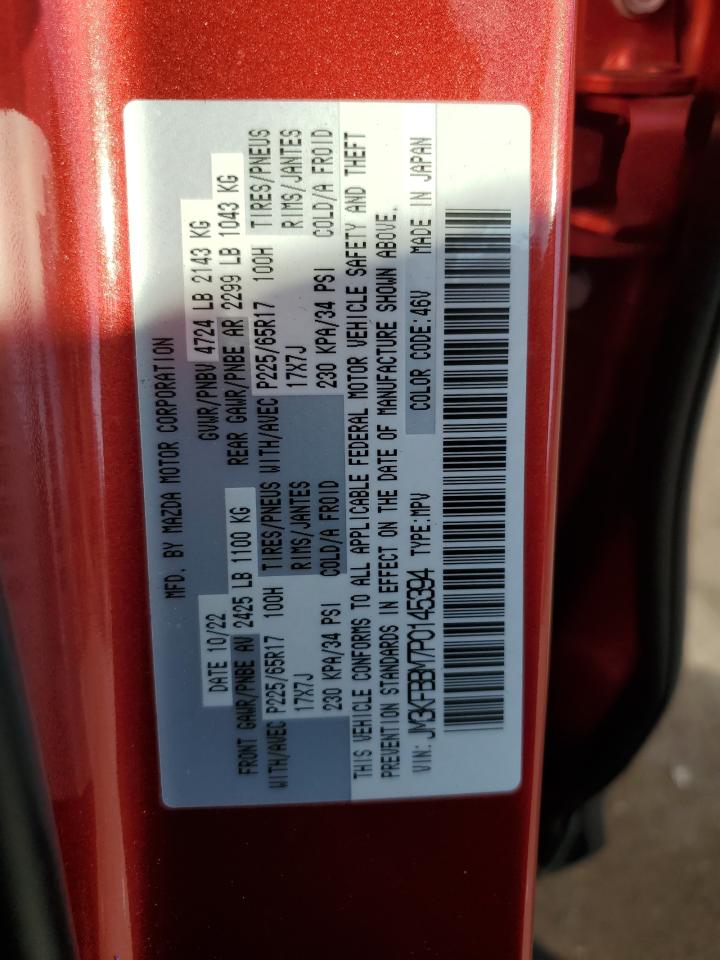 MFD. BY MAZDA MOTOR CORPORATION
DATE 10/22 GVWR/PNBV 4724 LB 2143 KG
FRONT GAWR/PNBE AV 2425 LB 1100 KG REAR GAWR/PNBE AR 2299 LB 1043 KG
WITH/AVEC P225/65R17 100H TIRES/PNEUS WITH/AVEC P225/65R17 100H TIRES/PNEUS
17X7J RIMS/JANTES 17X7J RIMS/JANTES
230 KPA/34 PSI COLD/A FROID 230 KPA/34 PSI COLD/A FROID
THIS VEHICLE CONFORMS TO ALL APPLICABLE FEDERAL MOTOR VEHICLE SAFETY AND THEFT
PREVENTION STANDARDS IN EFFECT ON THE DATE OF MANUFACTURE SHOWN ABOVE.
VIN: JM3KFBBM7P0145394 TYPE:MPV COLOR CODE:46V MADE IN JAPAN